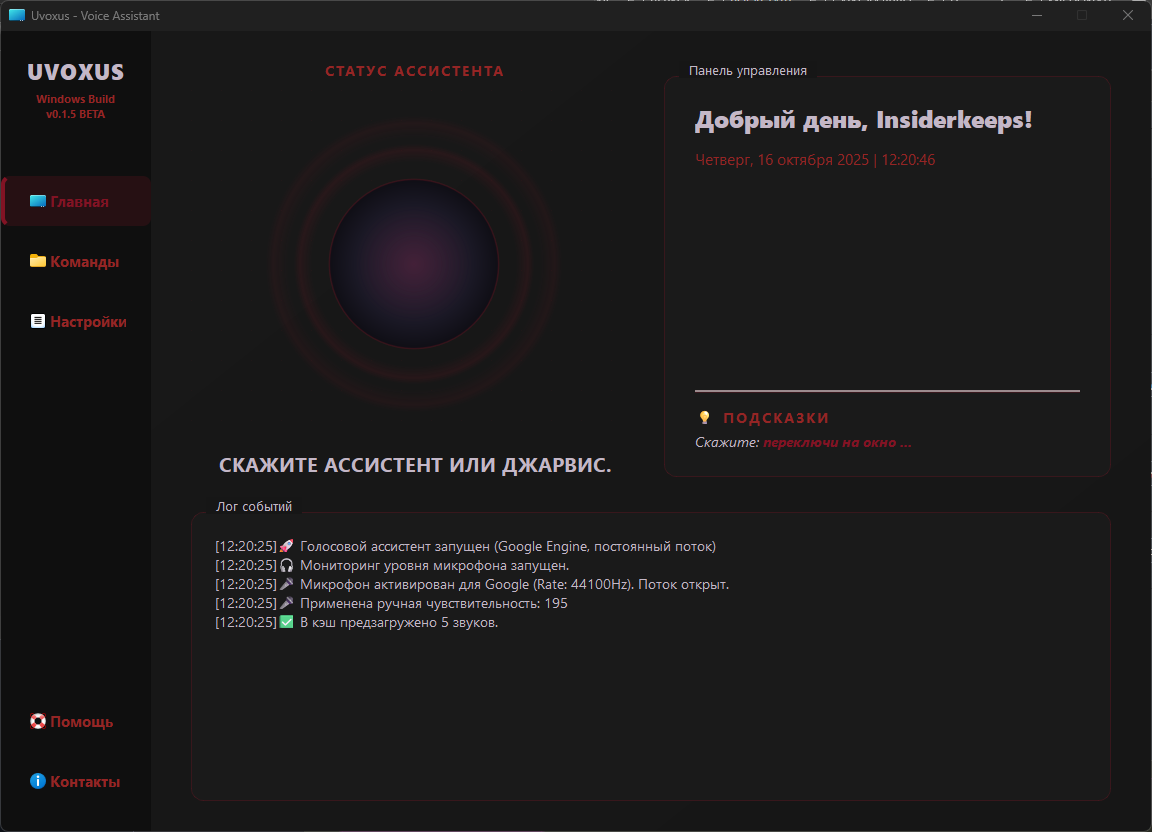 Uvoxus - Voice Assistant
UVOXUS
Windows Build
v0.1.5 BETA
Главная
Команды
Настройки
Помощь
Контакты
СТАТУС АССИСТЕНТА
СКАЖИТЕ АССИСТЕНТ ИЛИ ДЖАРВИС.
Панель управления
Добрый день, Insiderkeeps!
Четверг, 16 октября 2025 | 12:20:46
ПОДСКАЗКИ
Скажите: переключи на окно ...
Лог событий
[12:20:25] 🚀 Голосовой ассистент запущен (Google Engine, постоянный поток)
[12:20:25] 🎧 Мониторинг уровня микрофона запущен.
[12:20:25] 🎤 Микрофон активирован для Google (Rate: 44100Hz). Поток открыт.
[12:20:25] 🎤 Применена ручная чувствительность: 195
[12:20:25] ✅ В кэш предзагружено 5 звуков.